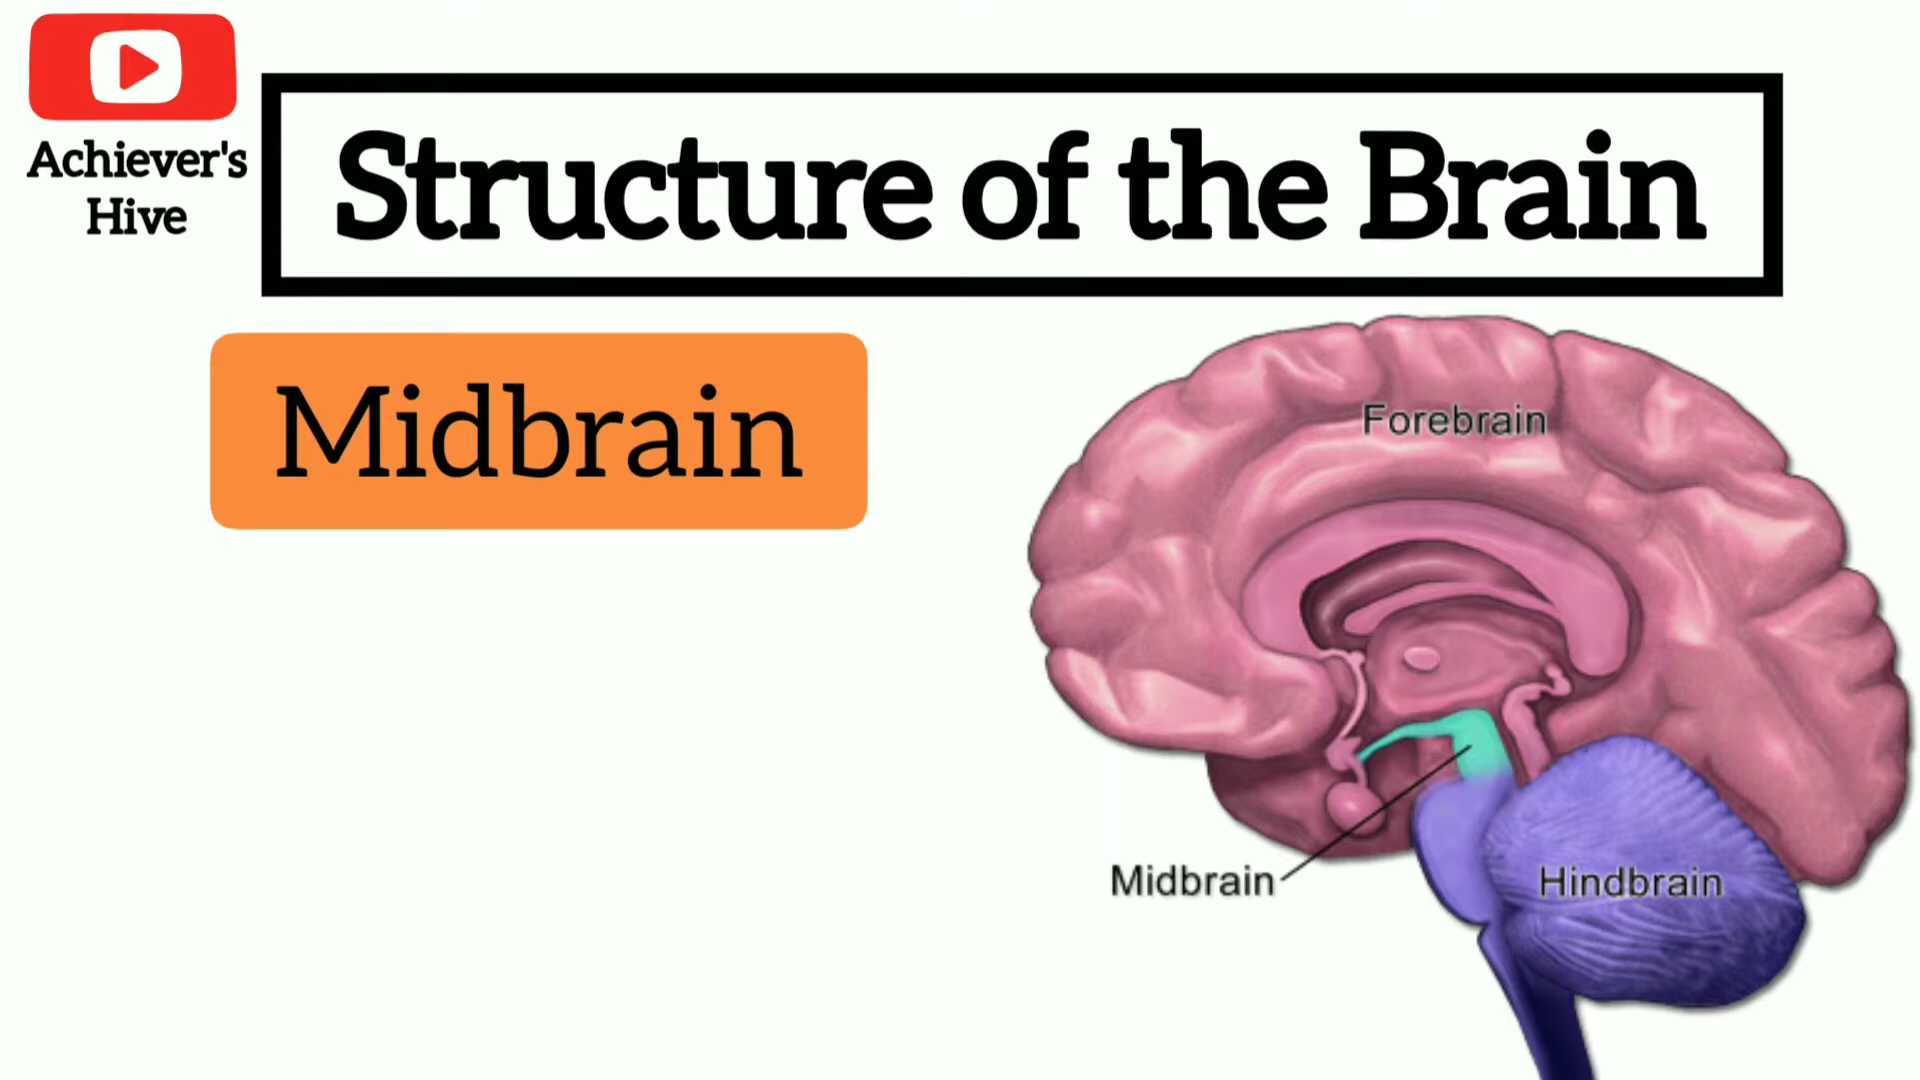 Achiever's
Hive
Structure of the Brain
Midbrain
Forebrain
Midbrain
Hindbrain